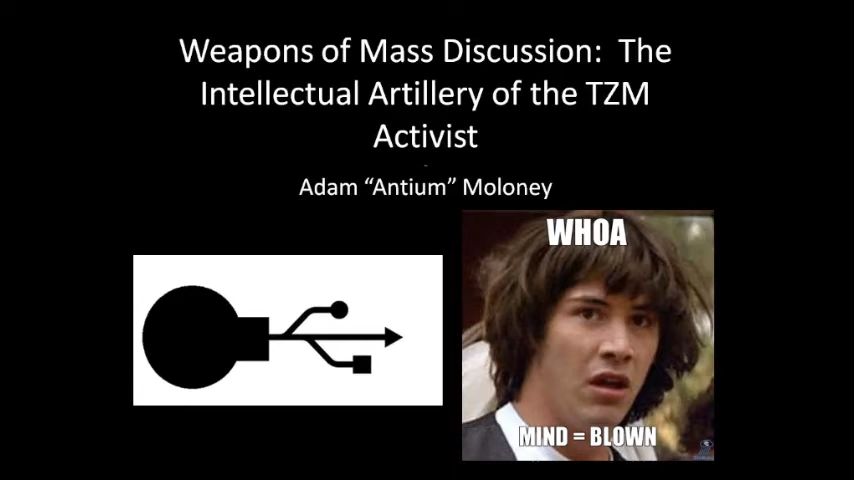 Weapons of Mass Discussion: The
Intellectual Artillery of the TZM
Activist
Adam “Antium” Moloney
WHOA
MIND = BLOWN